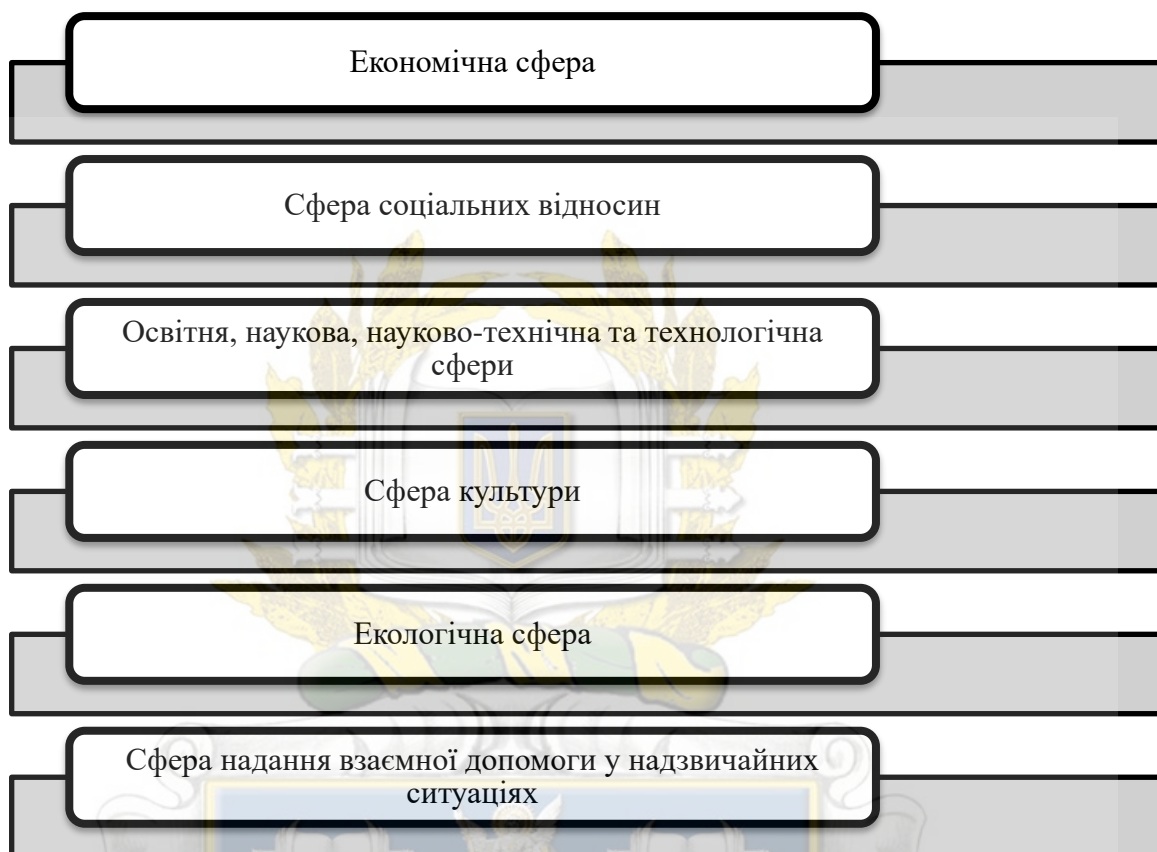 Економічна сфера
Сфера соціальних відносин
Освітня, наукова, науково-технічна та технологічна
сфери
Сфера культури
Екологічна сфера
Сфера надання взаємної допомоги у надзвичайних
ситуаціях